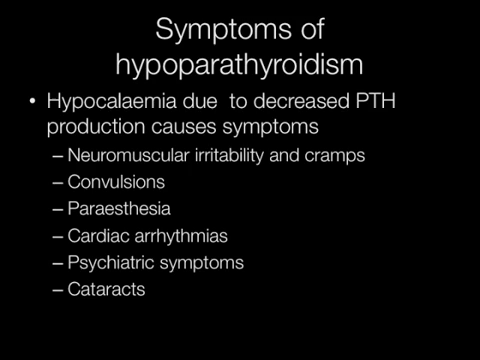 Symptoms of
hypoparathyroidism
• Hypocalaemia due  to decreased PTH
production causes symptoms
– Neuromuscular irritability and cramps
– Convulsions
– Paraesthesia
– Cardiac arrhythmias
– Psychiatric symptoms
– Cataracts